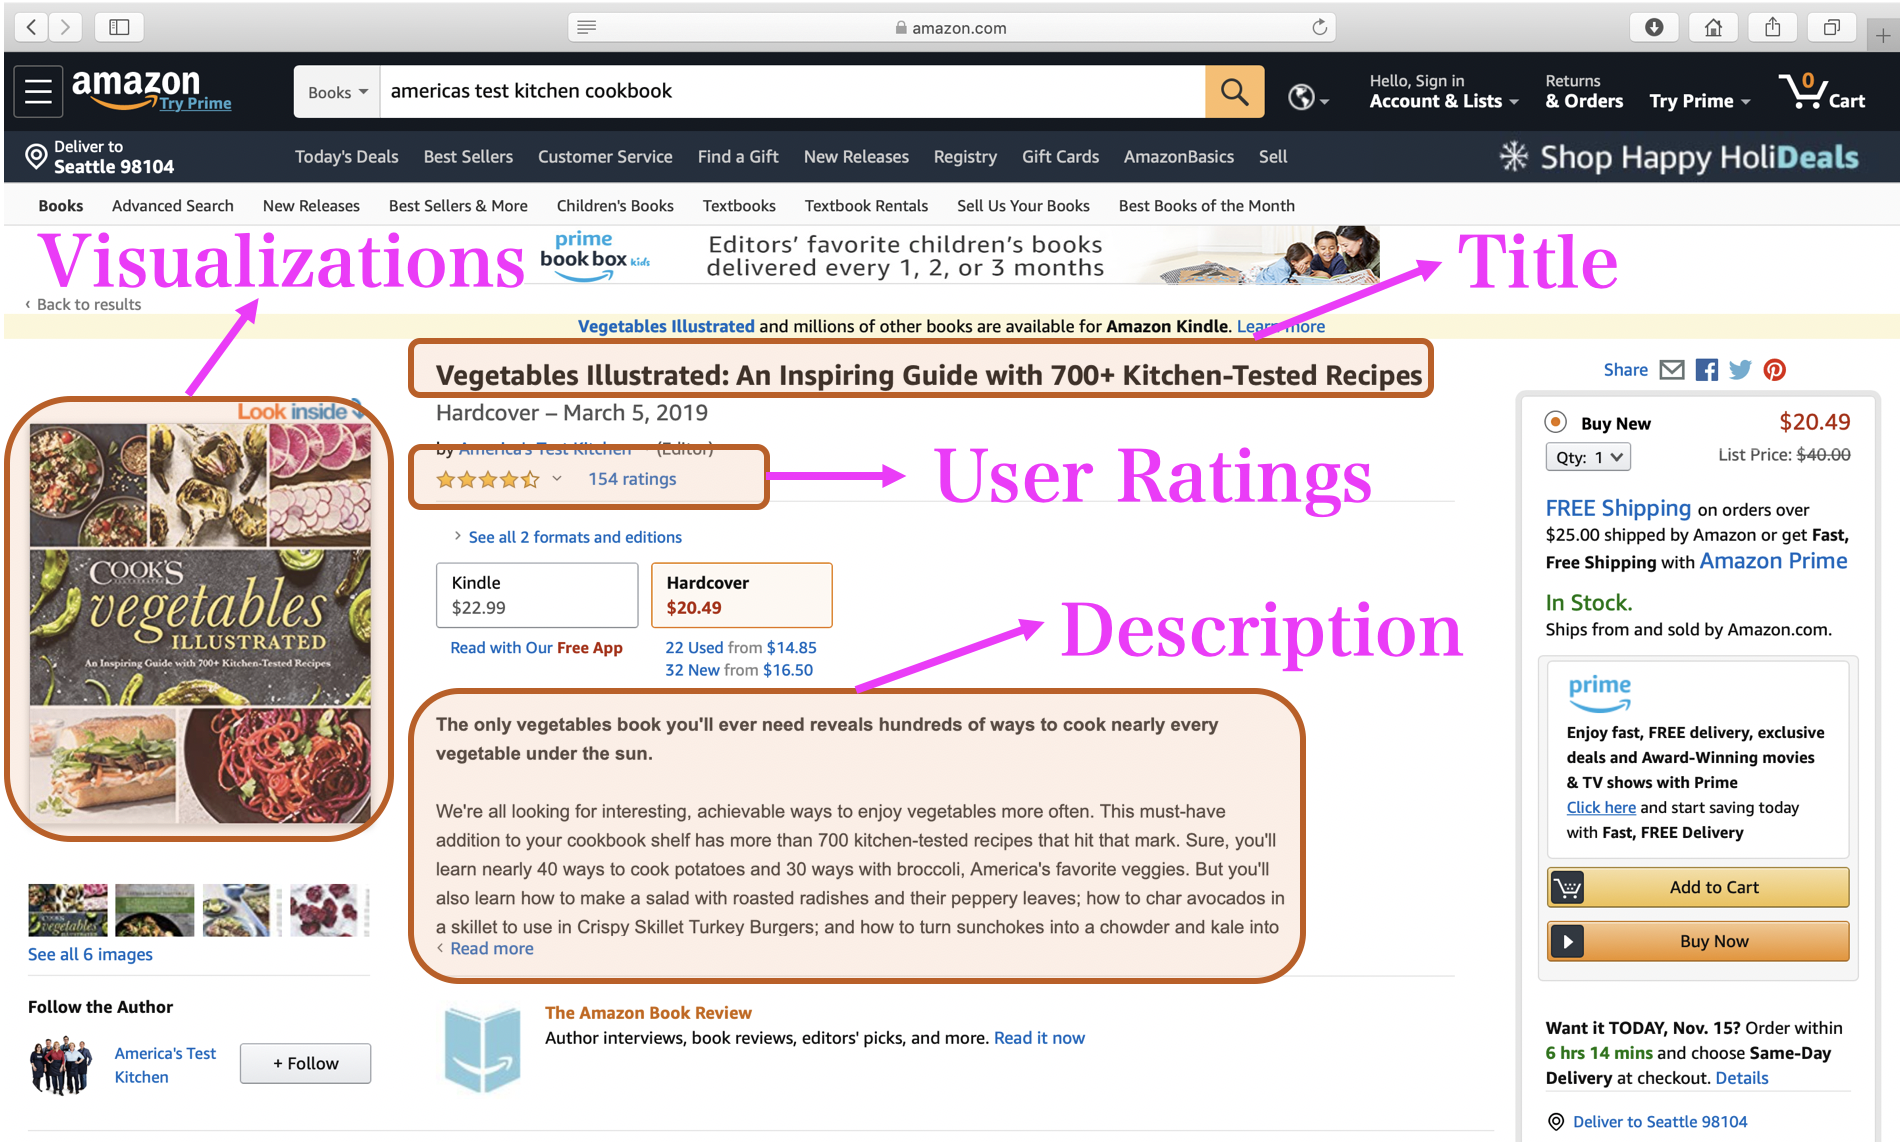 amazon.com
amazon
Try Prime
Books
americas test kitchen cookbook
Hello, Sign in
Account & Lists
Returns
& Orders
Try Prime
0
Cart
Deliver to
Seattle 98104
Today's Deals Best Sellers Customer Service Find a Gift New Releases Registry Gift Cards AmazonBasics Sell
Shop Happy HoliDeals
Books Advanced Search New Releases Best Sellers & More Children's Books Textbooks Textbook Rentals Sell Us Your Books Best Books of the Month
Visualizations
prime
book box kids
Editors' favorite children's books
delivered every 1, 2, or 3 months
Title
‹ Back to results
Vegetables Illustrated and millions of other books are available for Amazon Kindle. Learn more
Vegetables Illustrated: An Inspiring Guide with 700+ Kitchen-Tested Recipes
Hardcover – March 5, 2019
by America's Test Kitchen (Editor)
154 ratings
User Ratings
See all 2 formats and editions
Kindle
$22.99
Hardcover
$20.49
Read with Our Free App
22 Used from $14.85
32 New from $16.50
Description
The only vegetables book you'll ever need reveals hundreds of ways to cook nearly every
vegetable under the sun.
We're all looking for interesting, achievable ways to enjoy vegetables more often. This must-have
addition to your cookbook shelf has more than 700 kitchen-tested recipes that hit that mark. Sure, you'll
learn nearly 40 ways to cook potatoes and 30 ways with broccoli, America's favorite veggies. But you'll
also learn how to make a salad with roasted radishes and their peppery leaves; how to char avocados in
a skillet to use in Crispy Skillet Turkey Burgers; and how to turn sunchokes into a chowder and kale into
Read more
Look inside
COOK'S
vegetables
ILLUSTRATED
An Inspiring Guide with 700+ Kitchen-Tested Recipes
COOK'S
vegetables
See all 6 images
Follow the Author
America's Test
Kitchen
+ Follow
The Amazon Book Review
Author interviews, book reviews, editors' picks, and more. Read it now
Share
Buy New
$20.49
Qty: 1
List Price: $40.00
FREE Shipping on orders over
$25.00 shipped by Amazon or get Fast,
Free Shipping with Amazon Prime
In Stock.
Ships from and sold by Amazon.com.
prime
Enjoy fast, FREE delivery, exclusive
deals and Award-Winning movies
& TV shows with Prime
Click here and start saving today
with Fast, FREE Delivery
Add to Cart
Buy Now
Want it TODAY, Nov. 15? Order within
6 hrs 14 mins and choose Same-Day
Delivery at checkout. Details
Deliver to Seattle 98104